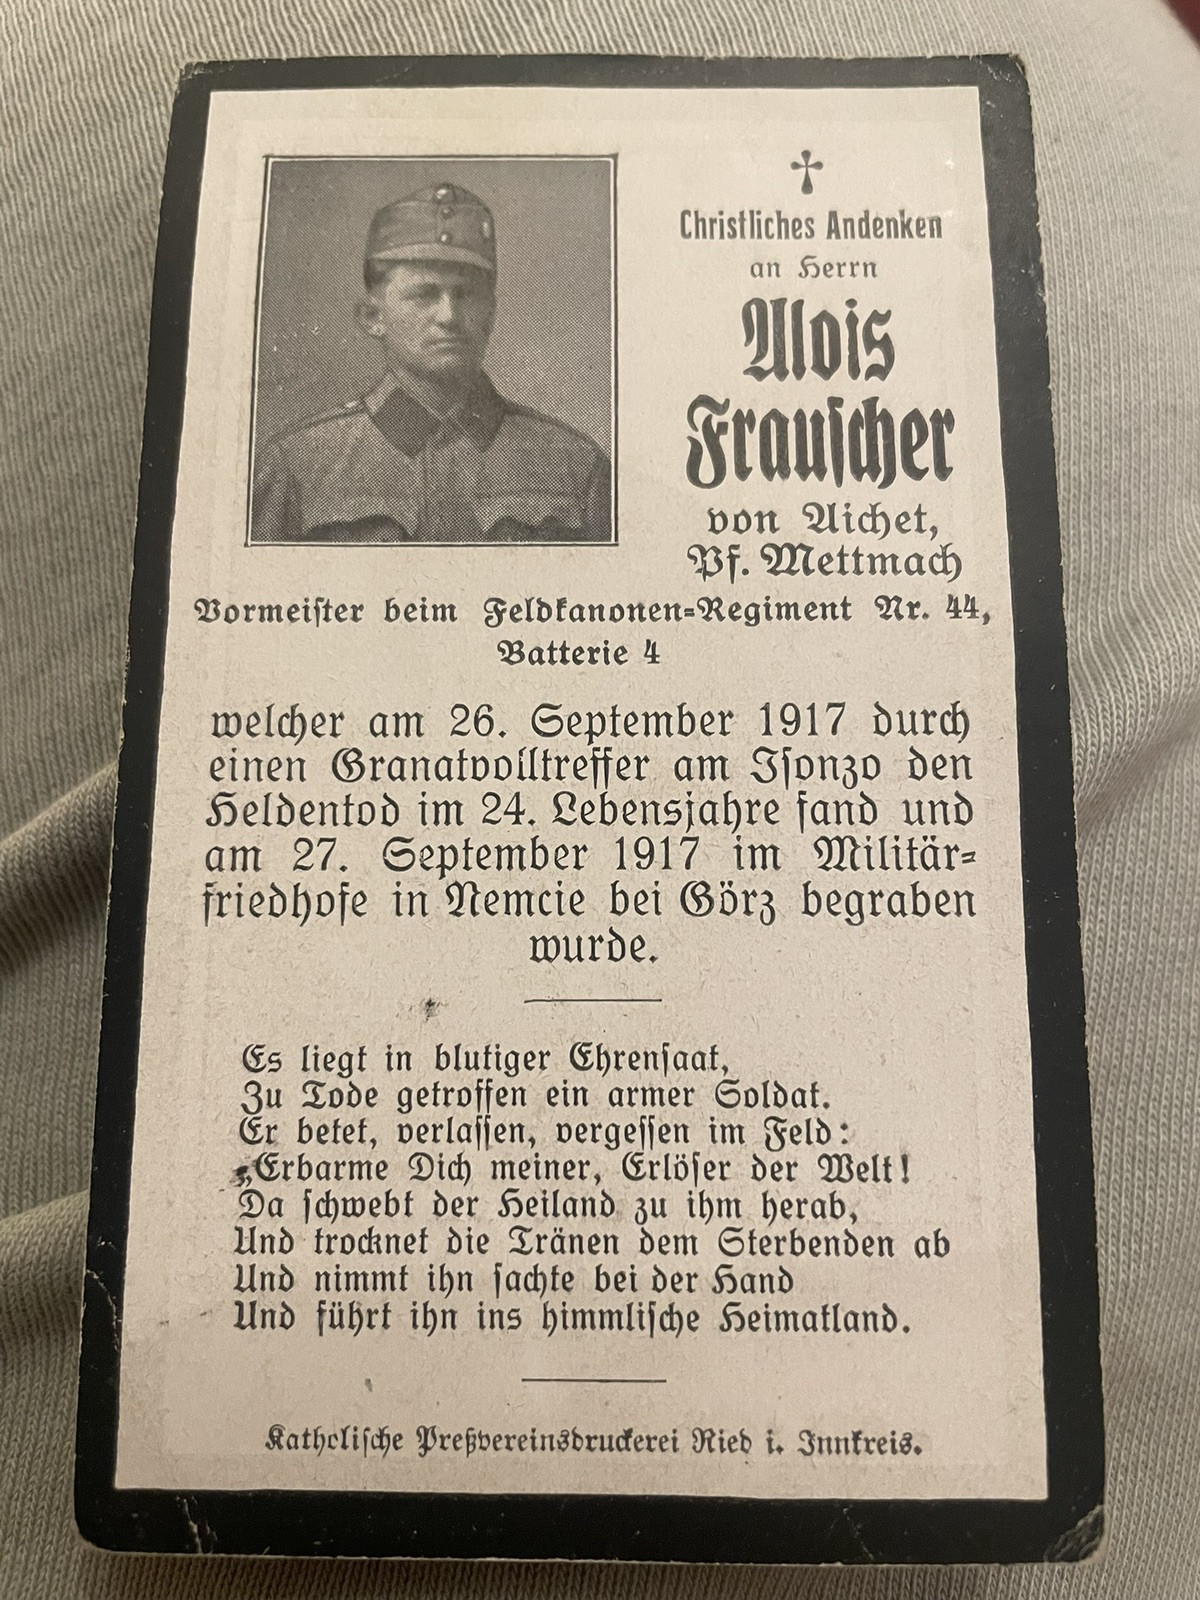 Christliches Andenken
an Herrn
Alois
Frauscher
von Aichet,
Pf. Mettmach
Vormeiſter beim Feldkanonen=Regiment Nr. 44,
Batterie 4
welcher am 26. September 1917 durch
einen Granatvolltreffer am Iſonzo den
Heldentod im 24. Lebensjahre fand und
am 27. September 1917 im Militär=
friedhofe in Nemcie bei Görz begraben
wurde.
Es liegt in blutiger Ehrenſaat,
Zu Tode getroffen ein armer Soldat.
Er betet, verlaſſen, vergeſſen im Feld:
„Erbarme Dich meiner, Erlöſer der Welt!
Da ſchwebt der Heiland zu ihm herab,
Und trocknet die Tränen dem Sterbenden ab
Und nimmt ihn ſachte bei der Hand
Und führt ihn ins himmliſche Heimatland.
Katholiſche Preßvereinsdruckerei Ried i. Innkreis.